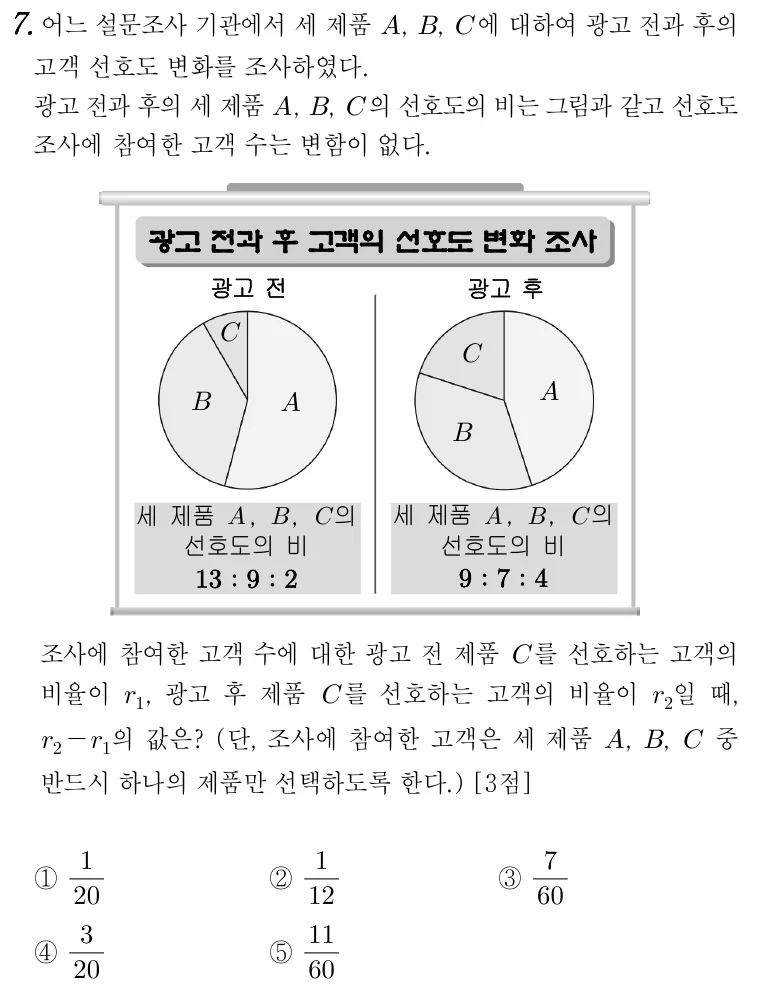 7. 어느 설문조사 기관에서 세 제품 A, B, C에 대하여 광고 전과 후의
고객 선호도 변화를 조사하였다.
광고 전과 후의 세 제품 A, B, C의 선호도의 비는 그림과 같고 선호도
조사에 참여한 고객 수는 변함이 없다.
광고 전과 후 고객의 선호도 변화 조사
광고 전
C
B
A
세 제품 A, B, C의
선호도의 비
13 : 9 : 2
광고 후
C
A
B
세 제품 A, B, C의
선호도의 비
9 : 7 : 4
조사에 참여한 고객 수에 대한 광고 전 제품 C를 선호하는 고객의
비율이 r₁, 광고 후 제품 C를 선호하는 고객의 비율이 r₂일 때,
r₂-r₁의 값은? (단, 조사에 참여한 고객은 세 제품 A, B, C 중
반드시 하나의 제품만 선택하도록 한다.) [3점]
① 1/20 ② 1/12 ③ 7/60
④ 3/20 ⑤ 11/60